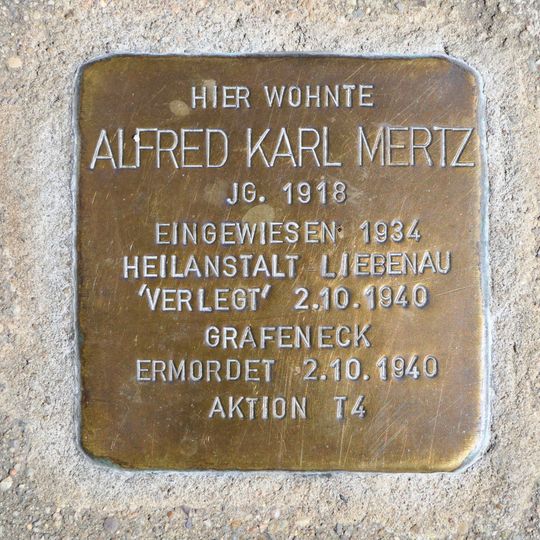 HIER WOHNTE
ALFRED KARL MERTZ
JG. 1918
EINGEWIESEN 1934
HEILANSTALT LIEBENAU
'VERLEGT' 2.10.1940
GRAFENECK
ERMORDET 2.10.1940
AKTION T4